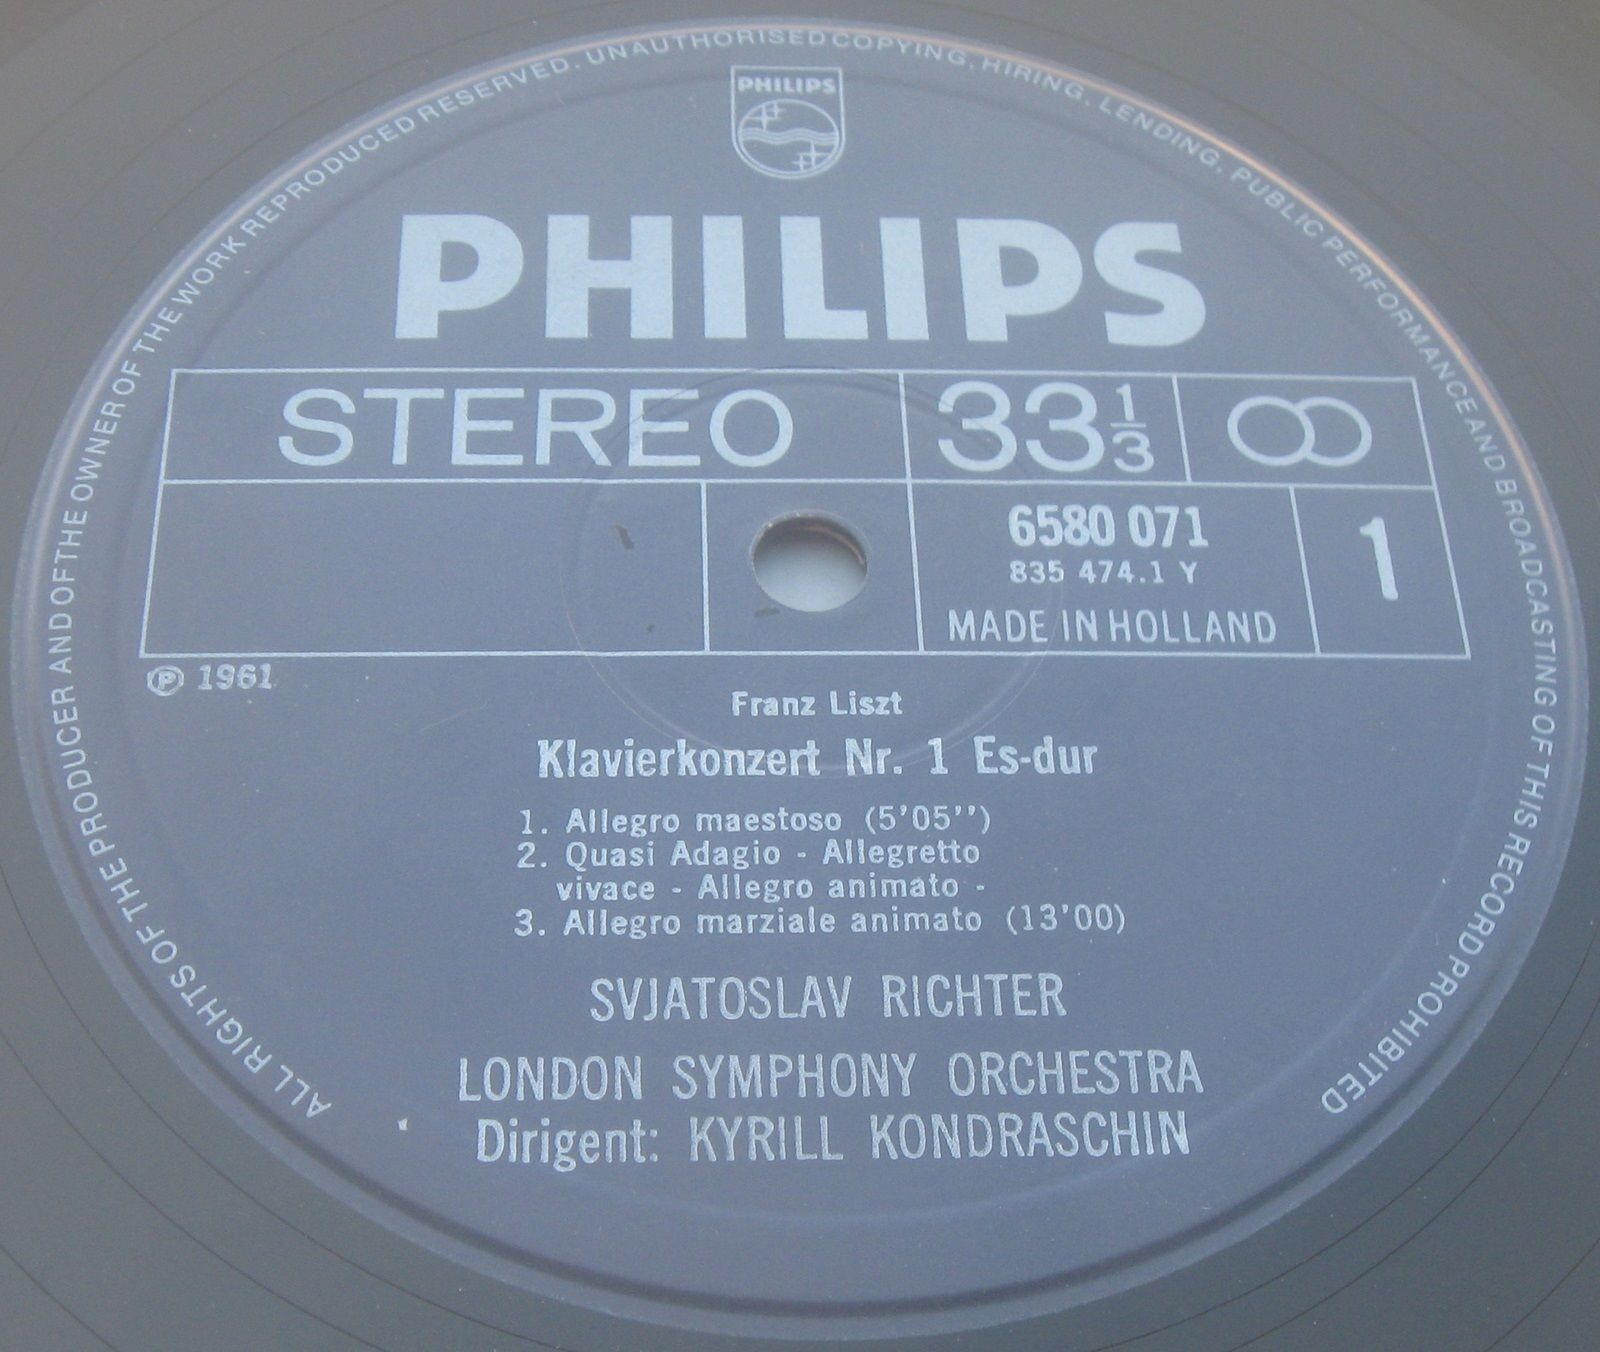 ALL RIGHTS OF THE PRODUCER AND OF THE OWNER OF THE WORK REPRODUCED RESERVED. UNAUTHORISED COPYING, HIRING, LENDING, PUBLIC PERFORMANCE AND BROADCASTING OF THIS RECORD PROHIBITED
PHILIPS
PHILIPS
STEREO 33 1/3
6580 071
835 474.1 Y
MADE IN HOLLAND
1
Ⓟ 1961
Franz Liszt
Klavierkonzert Nr. 1 Es-dur
1. Allegro maestoso (5'05'')
2. Quasi Adagio - Allegretto
vivace - Allegro animato -
3. Allegro marziale animato (13'00)
SVJATOSLAV RICHTER
LONDON SYMPHONY ORCHESTRA
Dirigent: KYRILL KONDRASCHIN